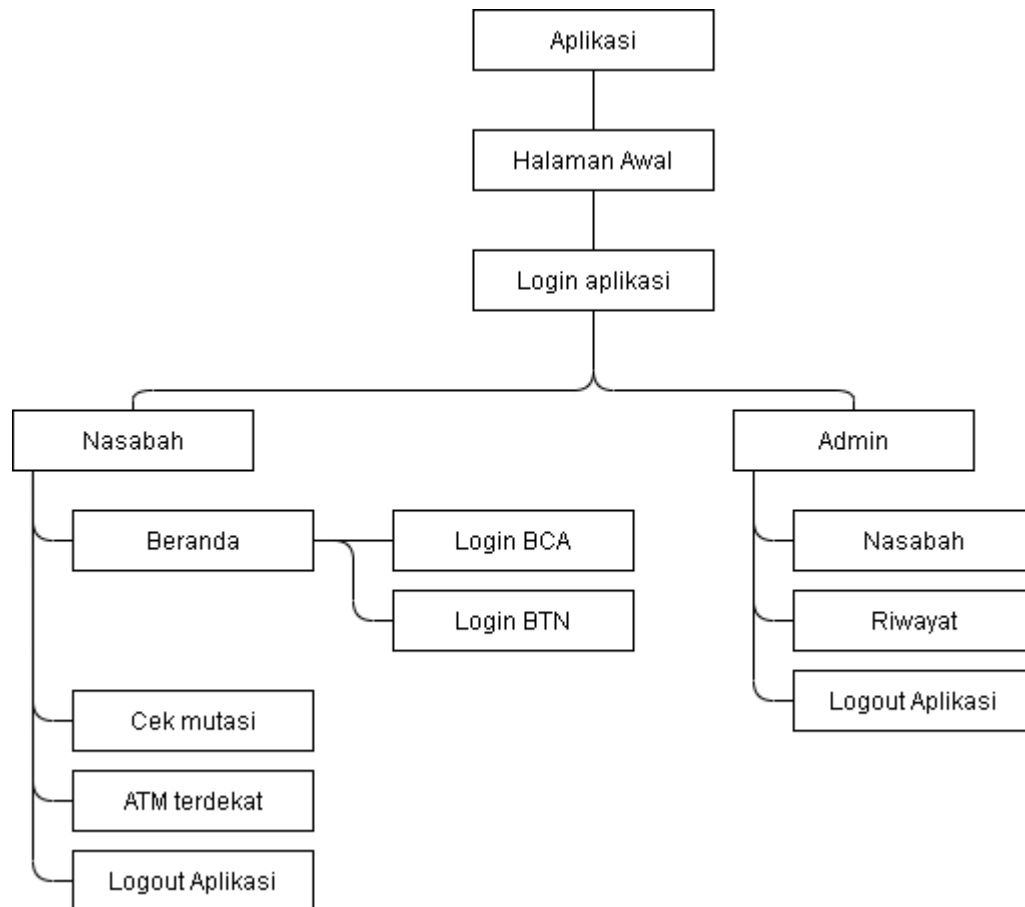 Aplikasi
Halaman Awal
Login aplikasi
Nasabah
Admin
Beranda
Login BCA
Login BTN
Cek mutasi
ATM terdekat
Logout Aplikasi
Nasabah
Riwayat
Logout Aplikasi